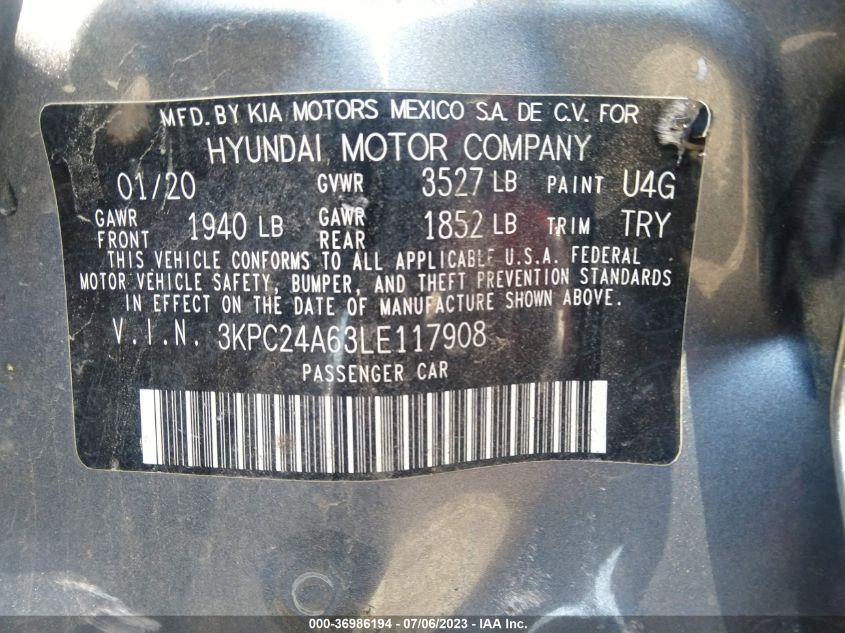 MFD. BY KIA MOTORS MEXICO S.A. DE C.V. FOR
HYUNDAI MOTOR COMPANY
01/20 GVWR 3527 LB PAINT U4G
GAWR FRONT 1940 LB GAWR REAR 1852 LB TRIM TRY
THIS VEHICLE CONFORMS TO ALL APPLICABLE U.S.A. FEDERAL
MOTOR VEHICLE SAFETY, BUMPER, AND THEFT PREVENTION STANDARDS
IN EFFECT ON THE DATE OF MANUFACTURE SHOWN ABOVE.
V.I.N. 3KPC24A63LE117908
PASSENGER CAR
000-36986194 - 07/06/2023 - IAA Inc.